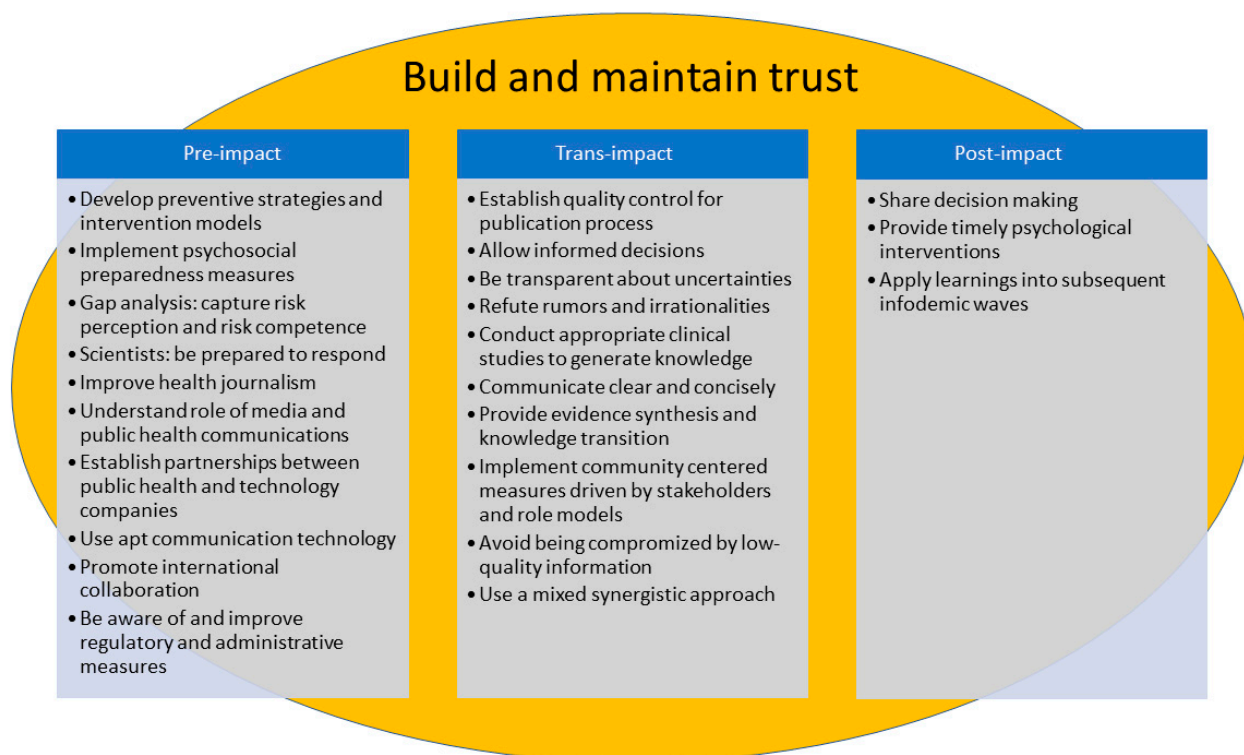 Build and maintain trust
Pre-impact
• Develop preventive strategies and
intervention models
• Implement psychosocial
preparedness measures
• Gap analysis: capture risk
perception and risk competence
• Scientists: be prepared to respond
• Improve health journalism
• Understand role of media and
public health communications
• Establish partnerships between
public health and technology
companies
• Use apt communication technology
• Promote international
collaboration
• Be aware of and improve
regulatory and administrative
measures
Trans-impact
• Establish quality control for
publication process
• Allow informed decisions
• Be transparent about uncertainties
• Refute rumors and irrationalities
• Conduct appropriate clinical
studies to generate knowledge
• Communicate clear and concisely
• Provide evidence synthesis and
knowledge transition
• Implement community centered
measures driven by stakeholders
and role models
• Avoid being compromized by low-
quality information
• Use a mixed synergistic approach
Post-impact
• Share decision making
• Provide timely psychological
interventions
• Apply learnings into subsequent
infodemic waves